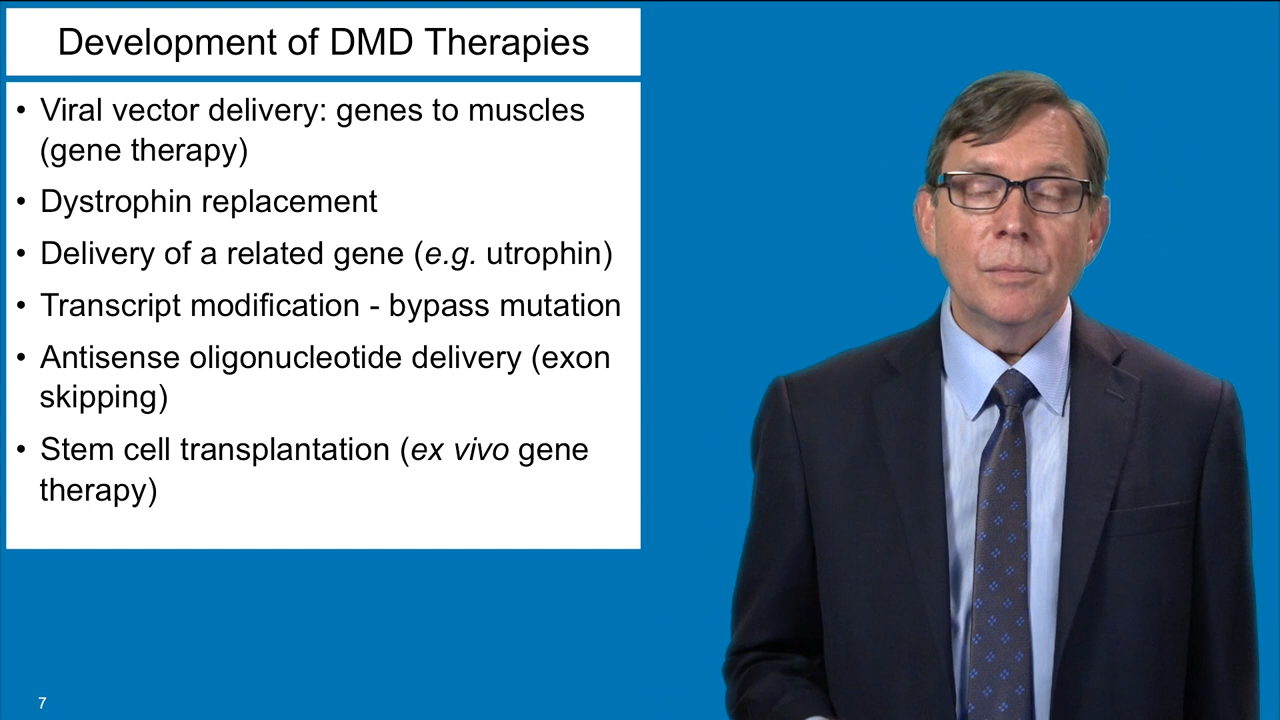 Development of DMD Therapies
• Viral vector delivery: genes to muscles
(gene therapy)
• Dystrophin replacement
• Delivery of a related gene (e.g. utrophin)
• Transcript modification - bypass mutation
• Antisense oligonucleotide delivery (exon
skipping)
• Stem cell transplantation (ex vivo gene
therapy)
7